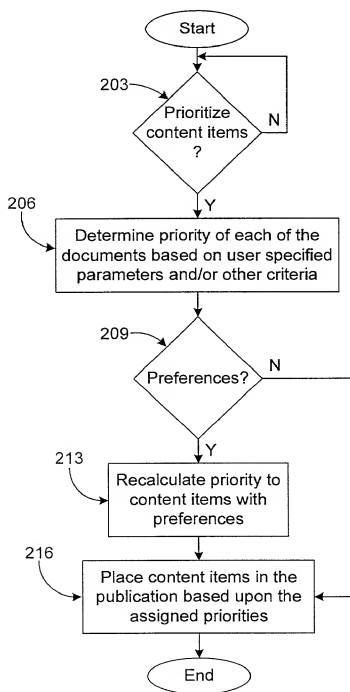 Start
203
Prioritize
content items
?
N
Y
206
Determine priority of each of the
documents based on user specified
parameters and/or other criteria
209
Preferences?
N
Y
213
Recalculate priority to
content items with
preferences
216
Place content items in the
publication based upon the
assigned priorities
End